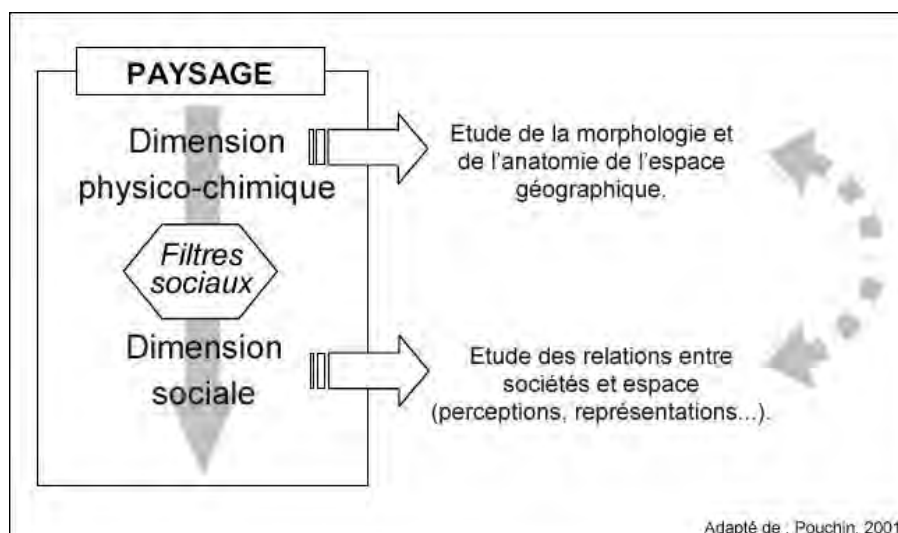 PAYSAGE
Dimension
physico-chimique
Filtres
sociaux
Dimension
sociale
Etude de la morphologie et
de l'anatomie de l'espace
géographique.
Etude des relations entre
sociétés et espace
(perceptions, représentations...).
Adapté de : Pouchin, 2001